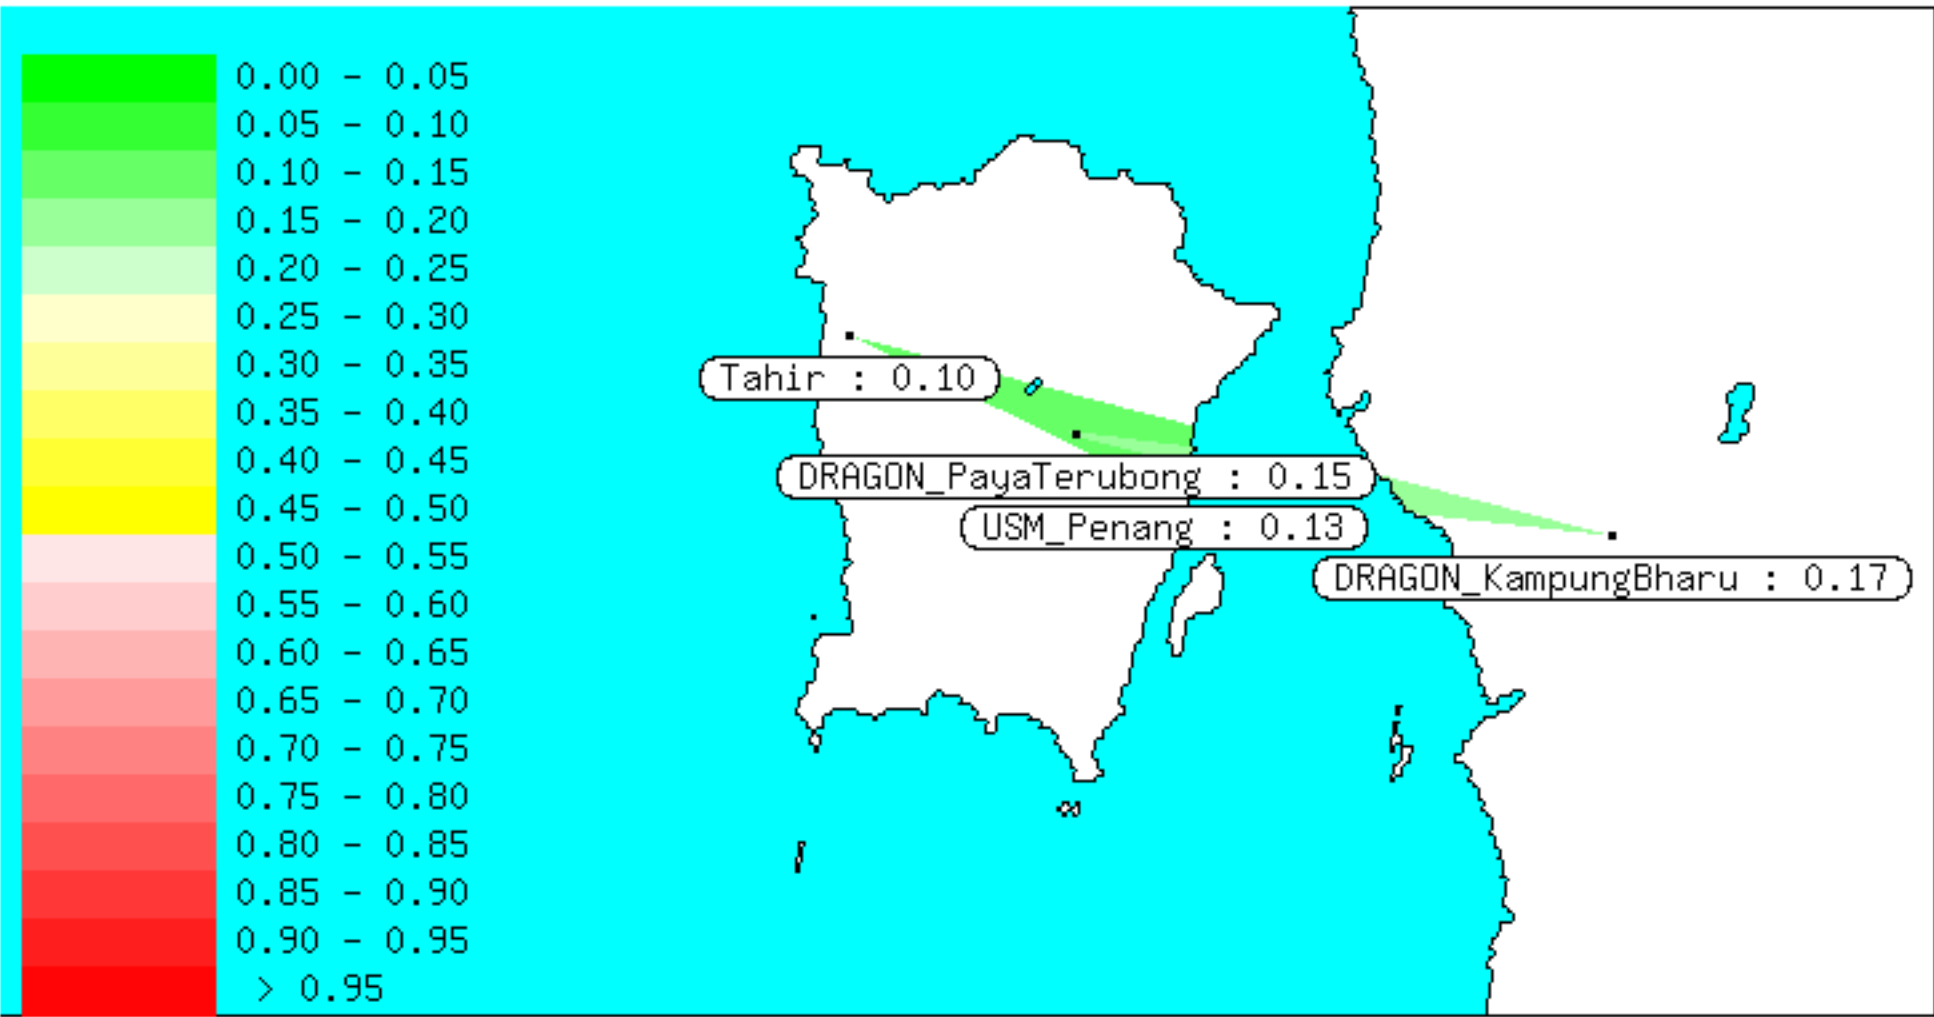 0.00 - 0.05
0.05 - 0.10
0.10 - 0.15
0.15 - 0.20
0.20 - 0.25
0.25 - 0.30
0.30 - 0.35
0.35 - 0.40
0.40 - 0.45
0.45 - 0.50
0.50 - 0.55
0.55 - 0.60
0.60 - 0.65
0.65 - 0.70
0.70 - 0.75
0.75 - 0.80
0.80 - 0.85
0.85 - 0.90
0.90 - 0.95
> 0.95
Tahir : 0.10
DRAGON_PayaTerubong : 0.15
USM_Penang : 0.13
DRAGON_KampungBharu : 0.17